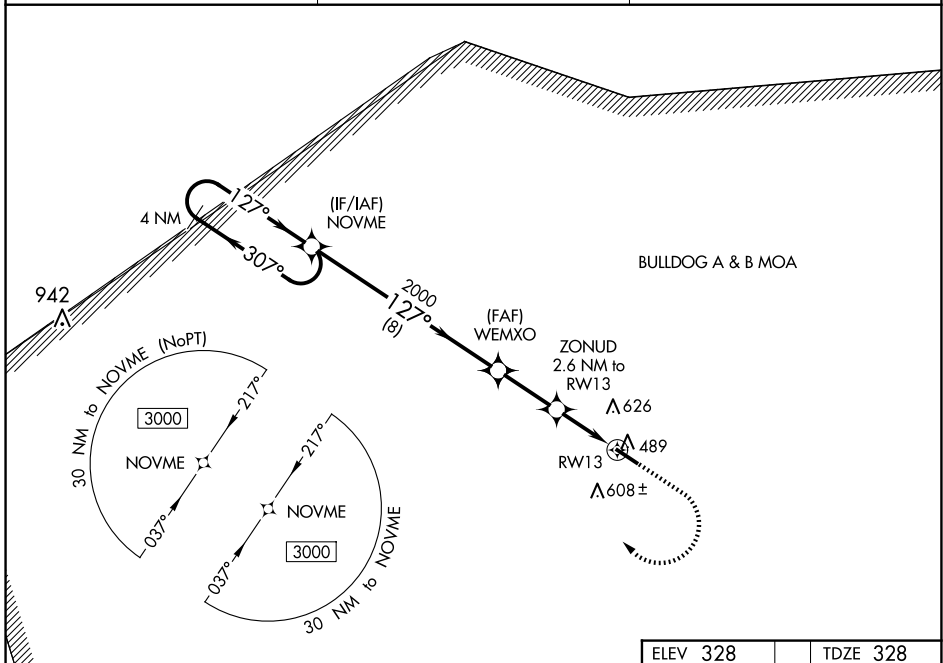 127°
4 NM
307°
(IF/IAF)
NOVME
BULLDOG A & B MOA
942
2000
127°
(8)
(FAF)
WEMXO
ZONUD
2.6 NM to
RW13
626
489
RW13
608±
30 NM to NOVME (NoPT)
217°
3000
NOVME
037°
217°
NOVME
3000
037°
30 NM to NOVME
ELEV 328
TDZE 328